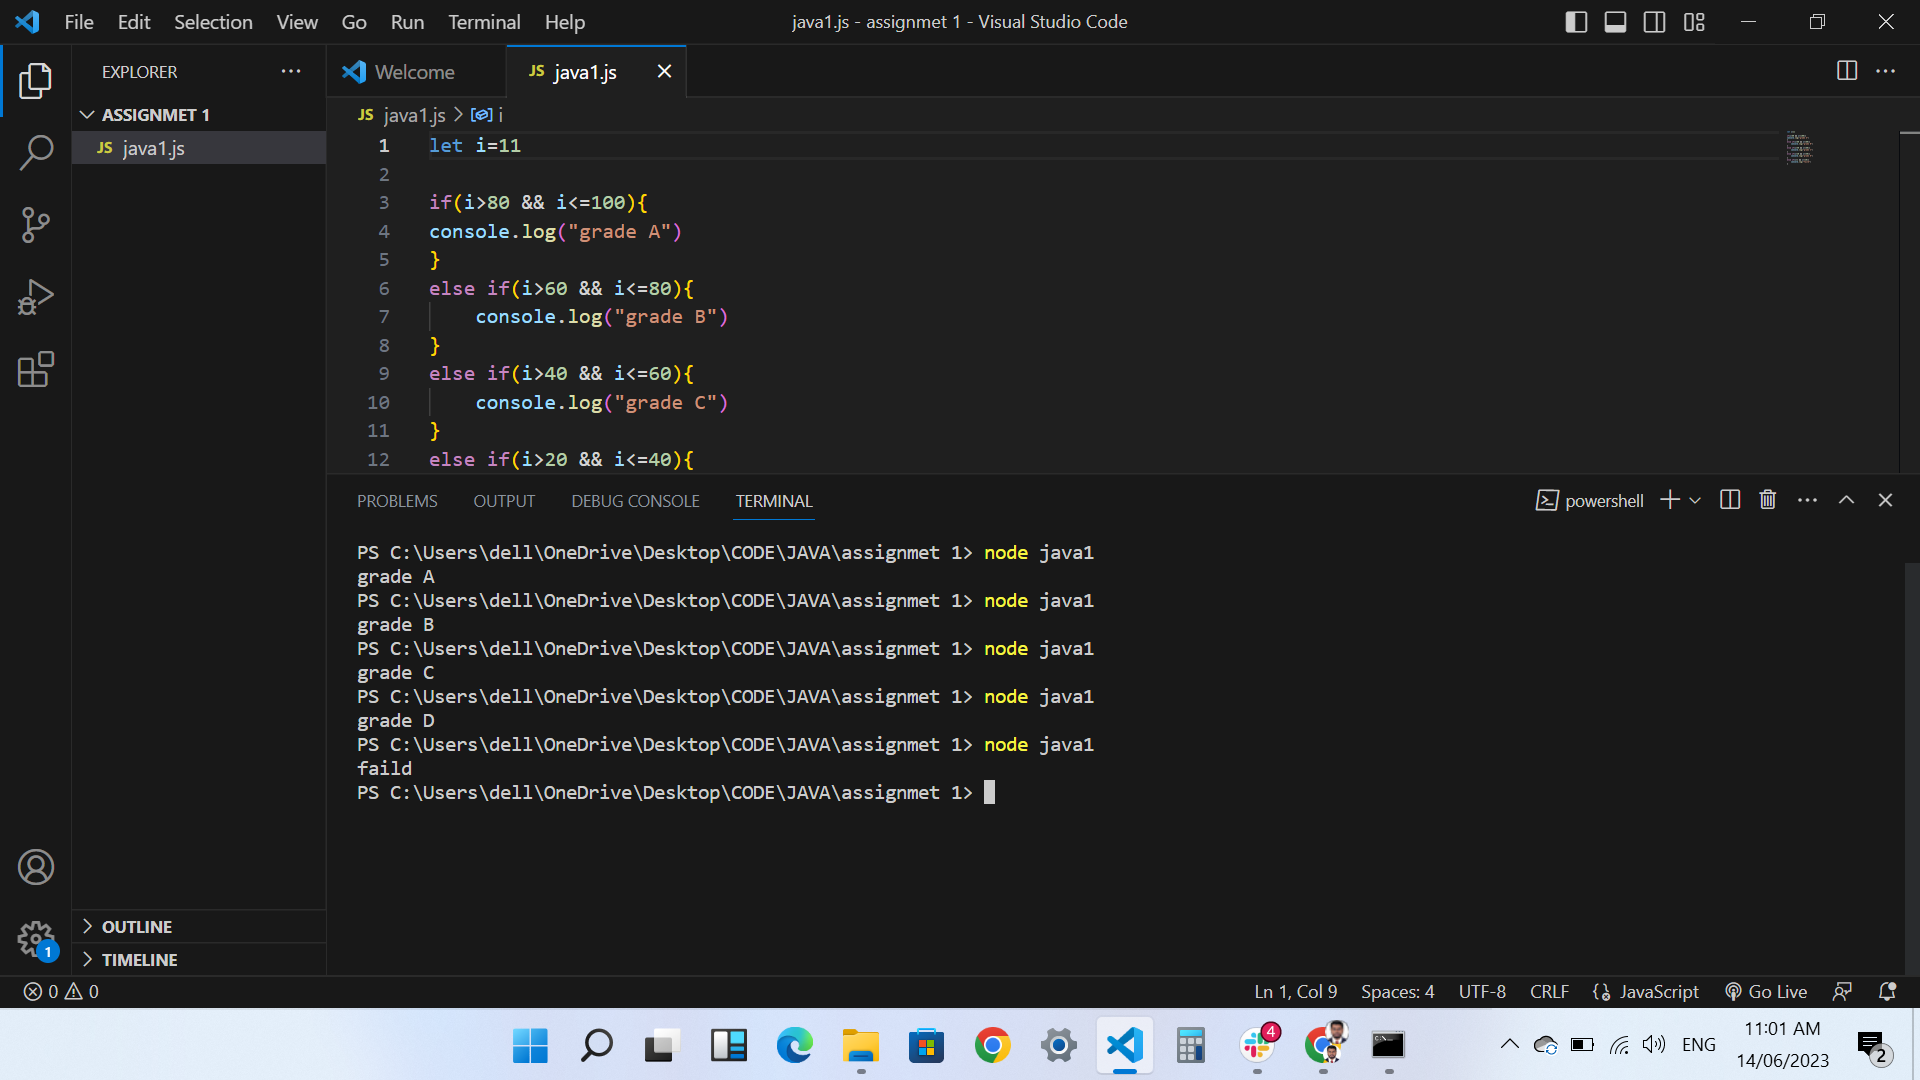 File Edit Selection View Go Run Terminal Help
java1.js - assignmet 1 - Visual Studio Code
EXPLORER
Welcome
JS java1.js
ASSIGNMET 1
JS java1.js
JS java1.js > i
1 let i=11
2
3 if(i>80 && i<=100){
4 console.log("grade A")
5 }
6 else if(i>60 && i<=80){
7 console.log("grade B")
8 }
9 else if(i>40 && i<=60){
10 console.log("grade C")
11 }
12 else if(i>20 && i<=40){
PROBLEMS OUTPUT DEBUG CONSOLE TERMINAL
powershell
PS C:\Users\dell\OneDrive\Desktop\CODE\JAVA\assignmet 1> node java1
grade A
PS C:\Users\dell\OneDrive\Desktop\CODE\JAVA\assignmet 1> node java1
grade B
PS C:\Users\dell\OneDrive\Desktop\CODE\JAVA\assignmet 1> node java1
grade C
PS C:\Users\dell\OneDrive\Desktop\CODE\JAVA\assignmet 1> node java1
grade D
PS C:\Users\dell\OneDrive\Desktop\CODE\JAVA\assignmet 1> node java1
faild
PS C:\Users\dell\OneDrive\Desktop\CODE\JAVA\assignmet 1>
1
OUTLINE
TIMELINE
0 0
Ln 1, Col 9 Spaces: 4 UTF-8 CRLF JavaScript Go Live
4
ENG
11:01 AM
14/06/2023
2